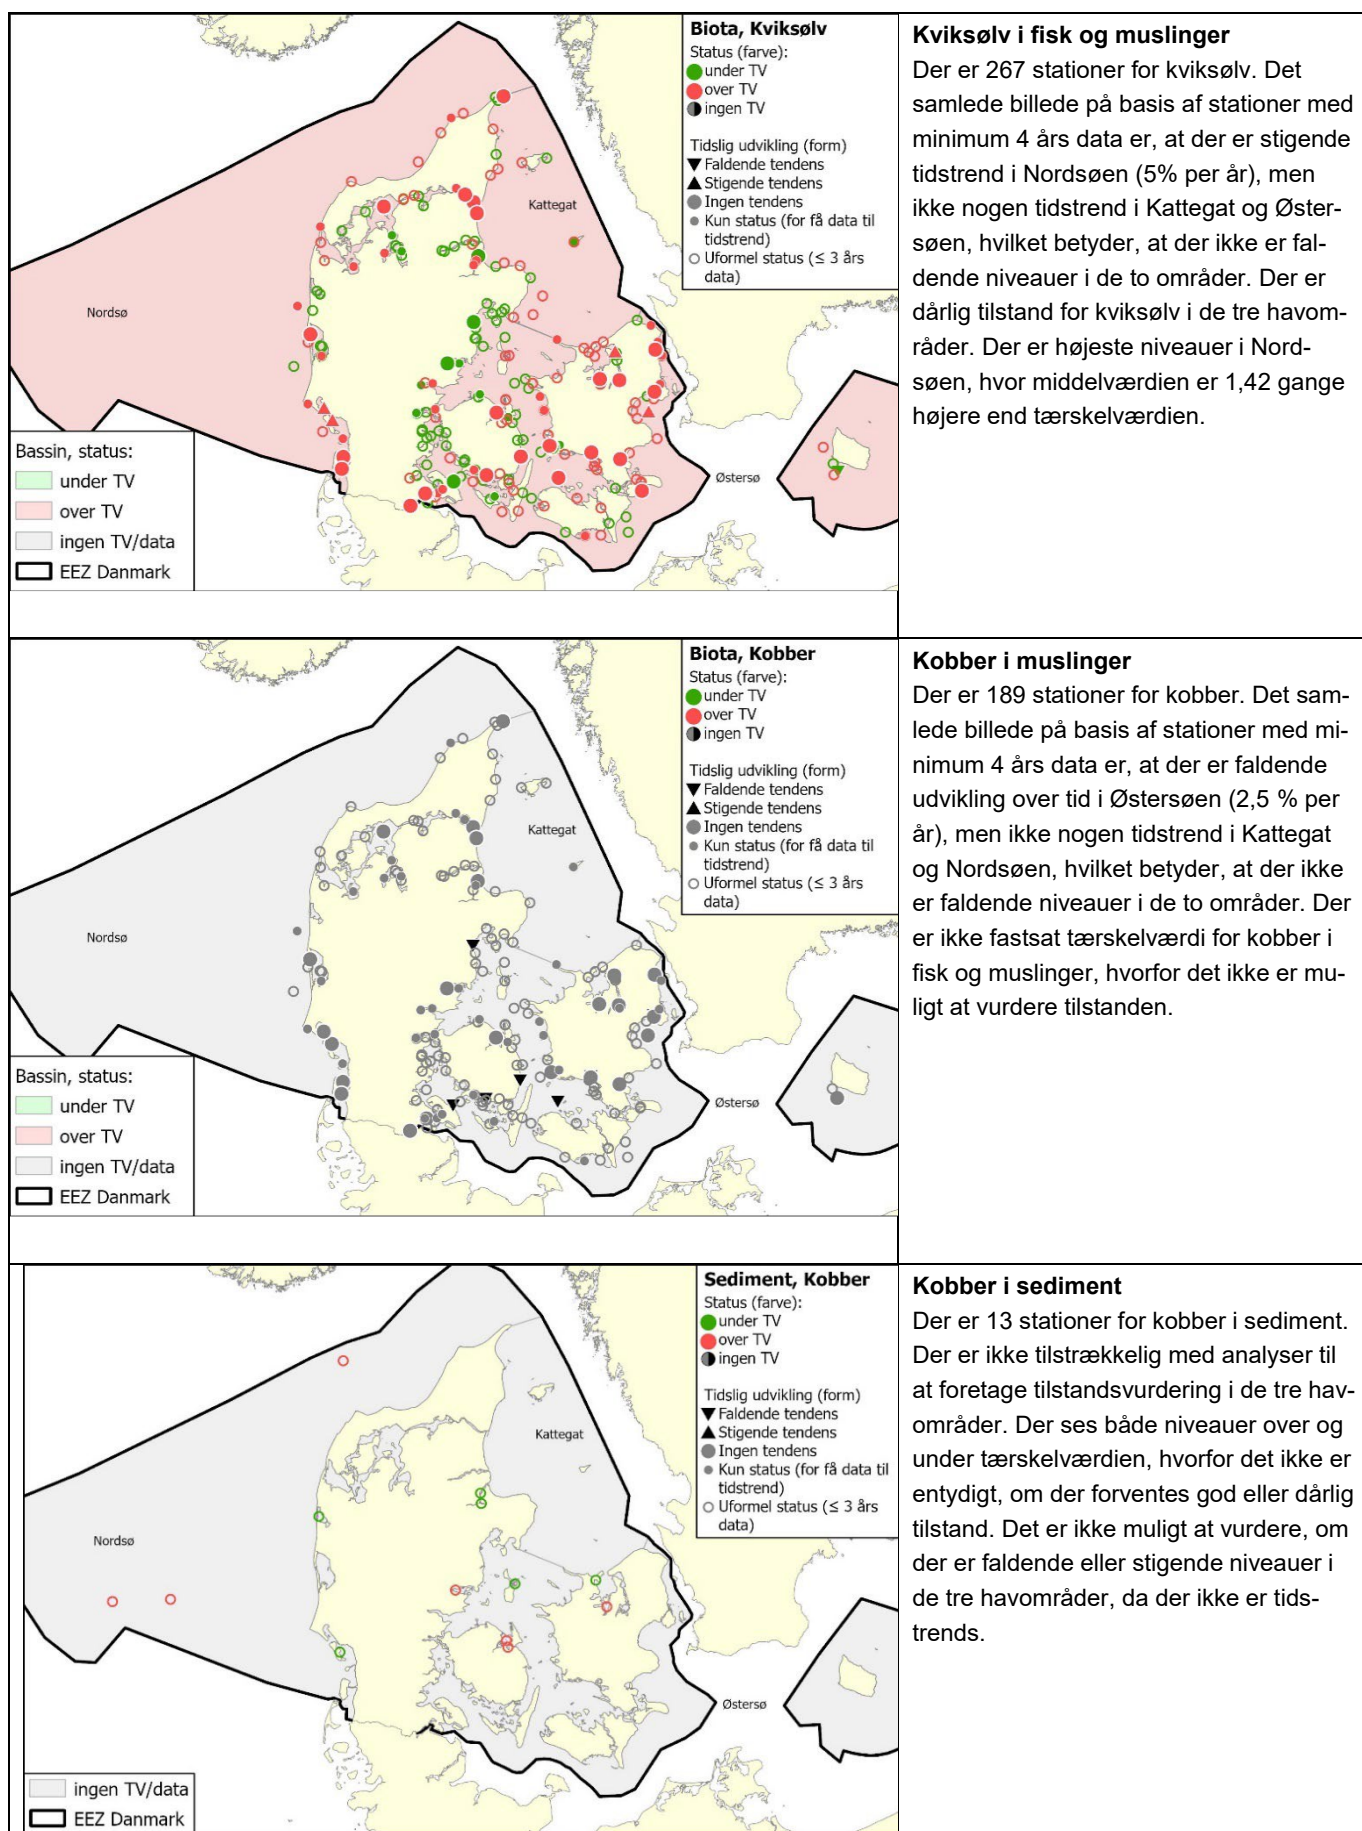 Biota, Kviksølv
Status (farve):
under TV
over TV
ingen TV
Tidslig udvikling (form)
Faldende tendens
Stigende tendens
Ingen tendens
Kun status (for få data til
tidstrend)
Uformel status (≤ 3 års
data)
Kattegat
Nordsø
Østersø
Bassin, status:
under TV
over TV
ingen TV/data
EEZ Danmark
Kviksølv i fisk og muslinger
Der er 267 stationer for kviksølv. Det
samlede billede på basis af stationer med
minimum 4 års data er, at der er stigende
tidstrend i Nordsøen (5% per år), men
ikke nogen tidstrend i Kattegat og Øster-
søen, hvilket betyder, at der ikke er fal-
dende niveauer i de to områder. Der er
dårlig tilstand for kviksølv i de tre havom-
råder. Der er højeste niveauer i Nord-
søen, hvor middelværdien er 1,42 gange
højere end tærskelværdien.
Biota, Kobber
Status (farve):
under TV
over TV
ingen TV
Tidslig udvikling (form)
Faldende tendens
Stigende tendens
Ingen tendens
Kun status (for få data til
tidstrend)
Uformel status (≤ 3 års
data)
Kattegat
Nordsø
Østersø
Bassin, status:
under TV
over TV
ingen TV/data
EEZ Danmark
Kobber i muslinger
Der er 189 stationer for kobber. Det sam-
lede billede på basis af stationer med mi-
nimum 4 års data er, at der er faldende
udvikling over tid i Østersøen (2,5 % per
år), men ikke nogen tidstrend i Kattegat
og Nordsøen, hvilket betyder, at der ikke
er faldende niveauer i de to områder. Der
er ikke fastsat tærskelværdi for kobber i
fisk og muslinger, hvorfor det ikke er mu-
ligt at vurdere tilstanden.
Sediment, Kobber
Status (farve):
under TV
over TV
ingen TV
Tidslig udvikling (form)
Faldende tendens
Stigende tendens
Ingen tendens
Kun status (for få data til
tidstrend)
Uformel status (≤ 3 års
data)
Kattegat
Nordsø
Østersø
ingen TV/data
EEZ Danmark
Kobber i sediment
Der er 13 stationer for kobber i sediment.
Der er ikke tilstrækkelig med analyser til
at foretage tilstandsvurdering i de tre hav-
områder. Der ses både niveauer over og
under tærskelværdien, hvorfor det ikke er
entydigt, om der forventes god eller dårlig
tilstand. Det er ikke muligt at vurdere, om
der er faldende eller stigende niveauer i
de tre havområder, da der ikke er tids-
trends.